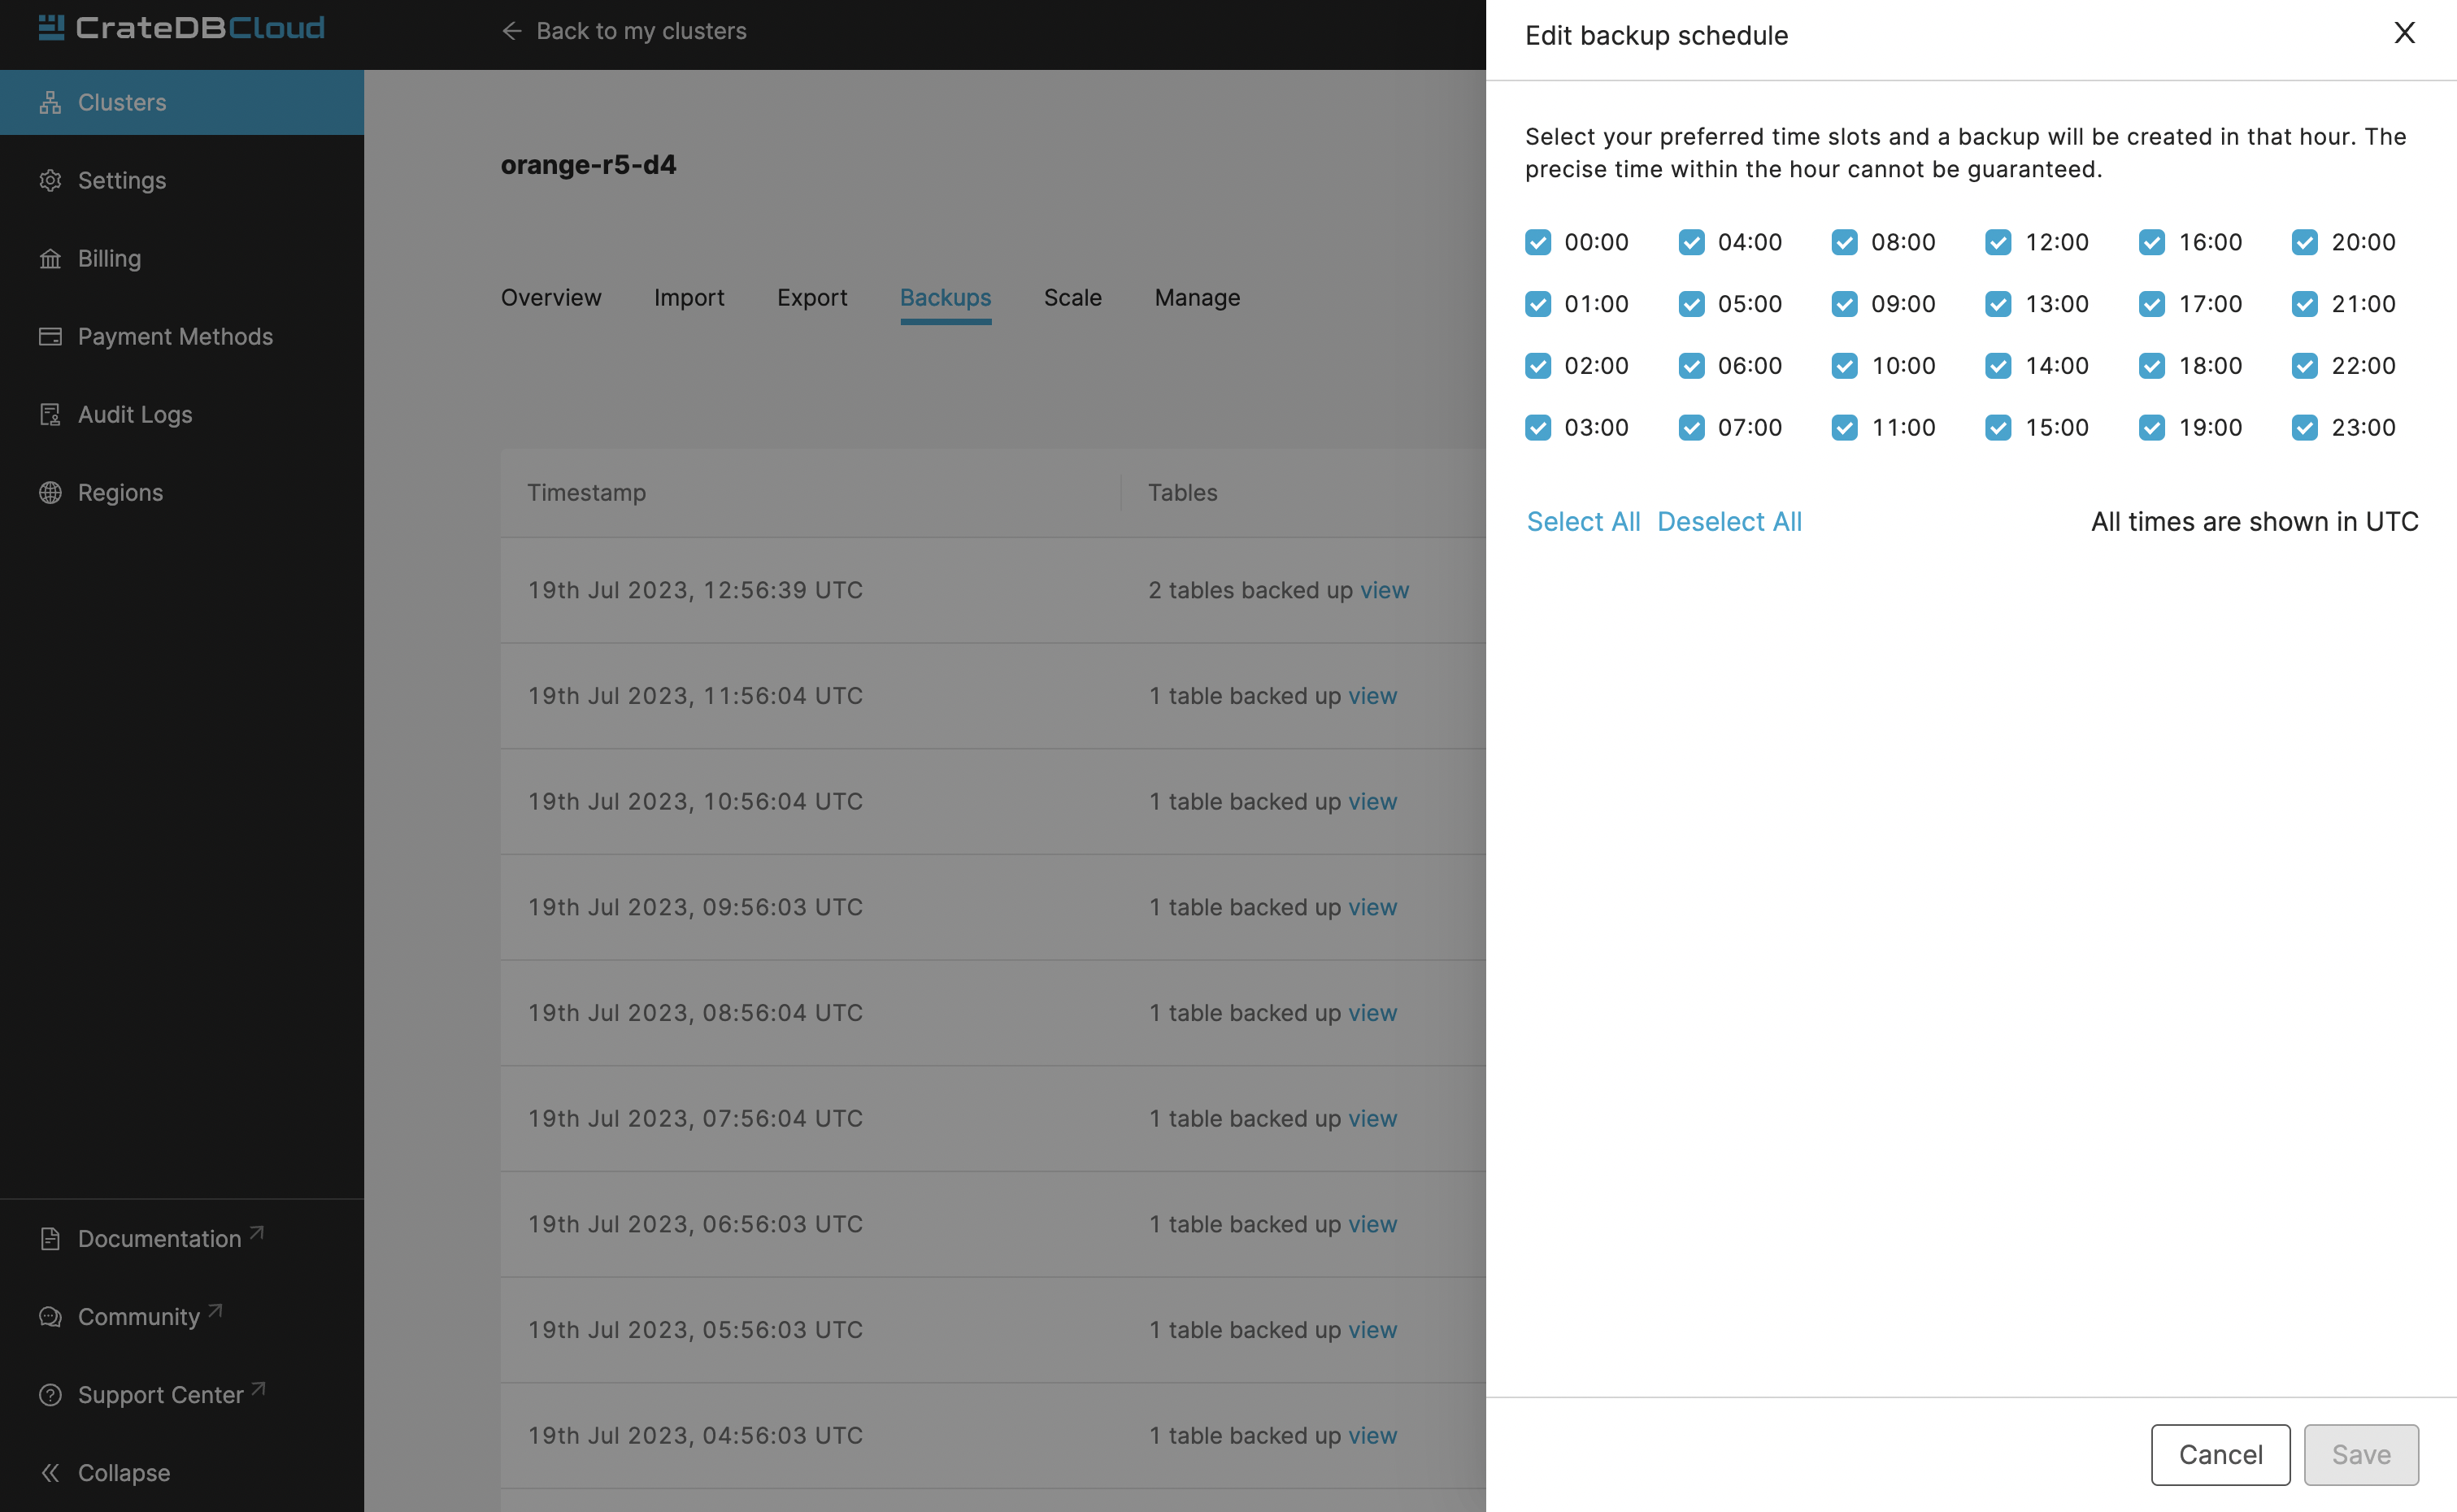 CrateDBCloud
Back to my clusters
Clusters
Settings
Billing
Payment Methods
Audit Logs
Regions
Documentation
Community
Support Center
Collapse
orange-r5-d4
Overview Import Export Backups Scale Manage
Timestamp Tables
19th Jul 2023, 12:56:39 UTC 2 tables backed up view
19th Jul 2023, 11:56:04 UTC 1 table backed up view
19th Jul 2023, 10:56:04 UTC 1 table backed up view
19th Jul 2023, 09:56:03 UTC 1 table backed up view
19th Jul 2023, 08:56:04 UTC 1 table backed up view
19th Jul 2023, 07:56:04 UTC 1 table backed up view
19th Jul 2023, 06:56:03 UTC 1 table backed up view
19th Jul 2023, 05:56:03 UTC 1 table backed up view
19th Jul 2023, 04:56:03 UTC 1 table backed up view
Edit backup schedule
Select your preferred time slots and a backup will be created in that hour. The
precise time within the hour cannot be guaranteed.
00:00 04:00 08:00 12:00 16:00 20:00
01:00 05:00 09:00 13:00 17:00 21:00
02:00 06:00 10:00 14:00 18:00 22:00
03:00 07:00 11:00 15:00 19:00 23:00
Select All Deselect All All times are shown in UTC
Cancel Save